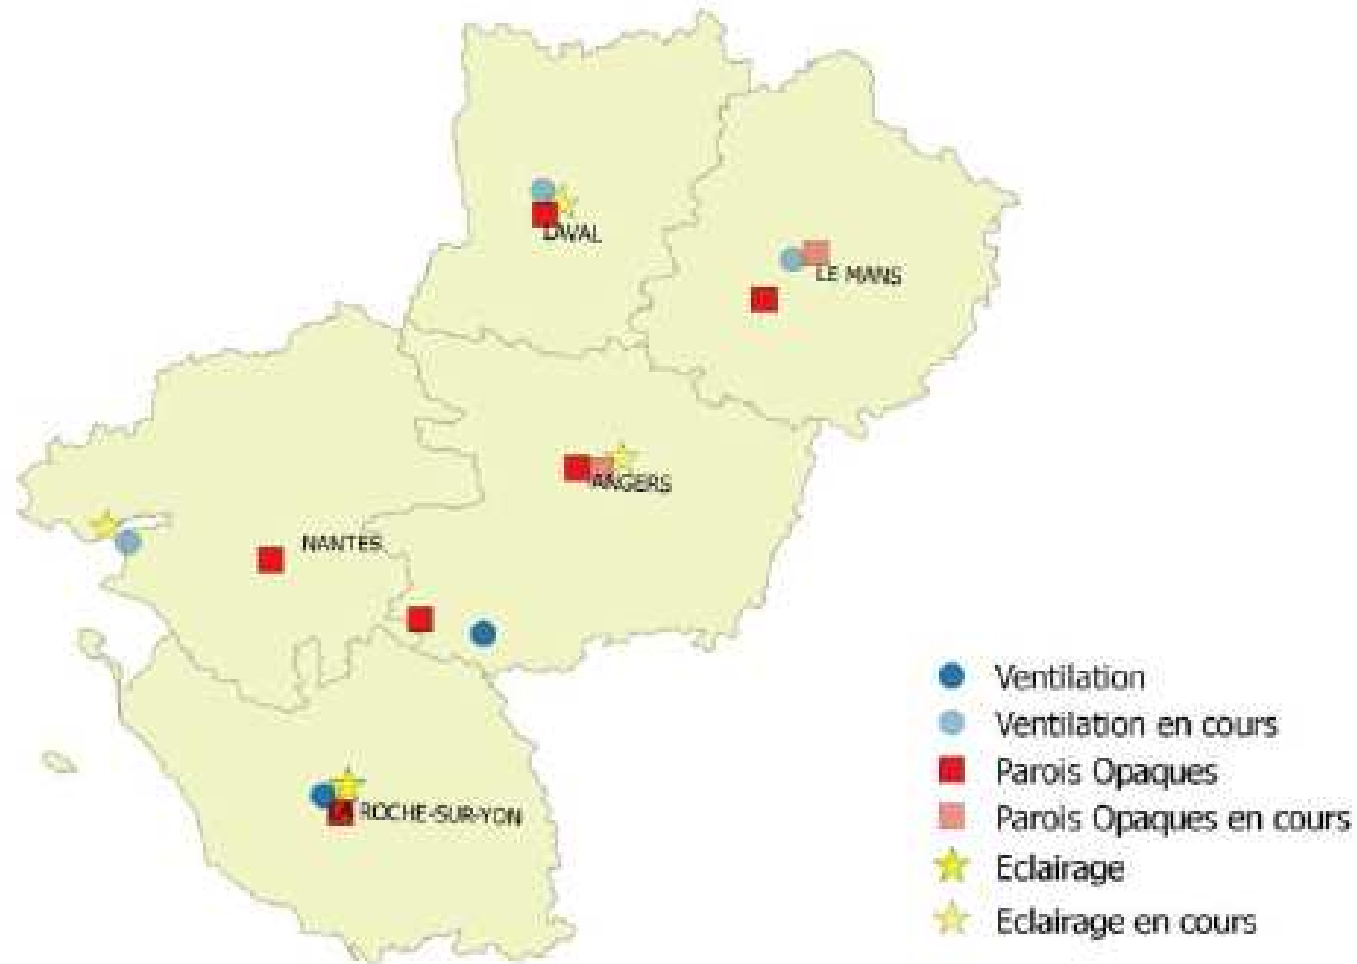 LAVAL
LE MANS
ANGERS
NANTES
LA ROCHE-SUR-YON
Ventilation
Ventilation en cours
Parois Opaques
Parois Opaques en cours
Eclairage
Eclairage en cours